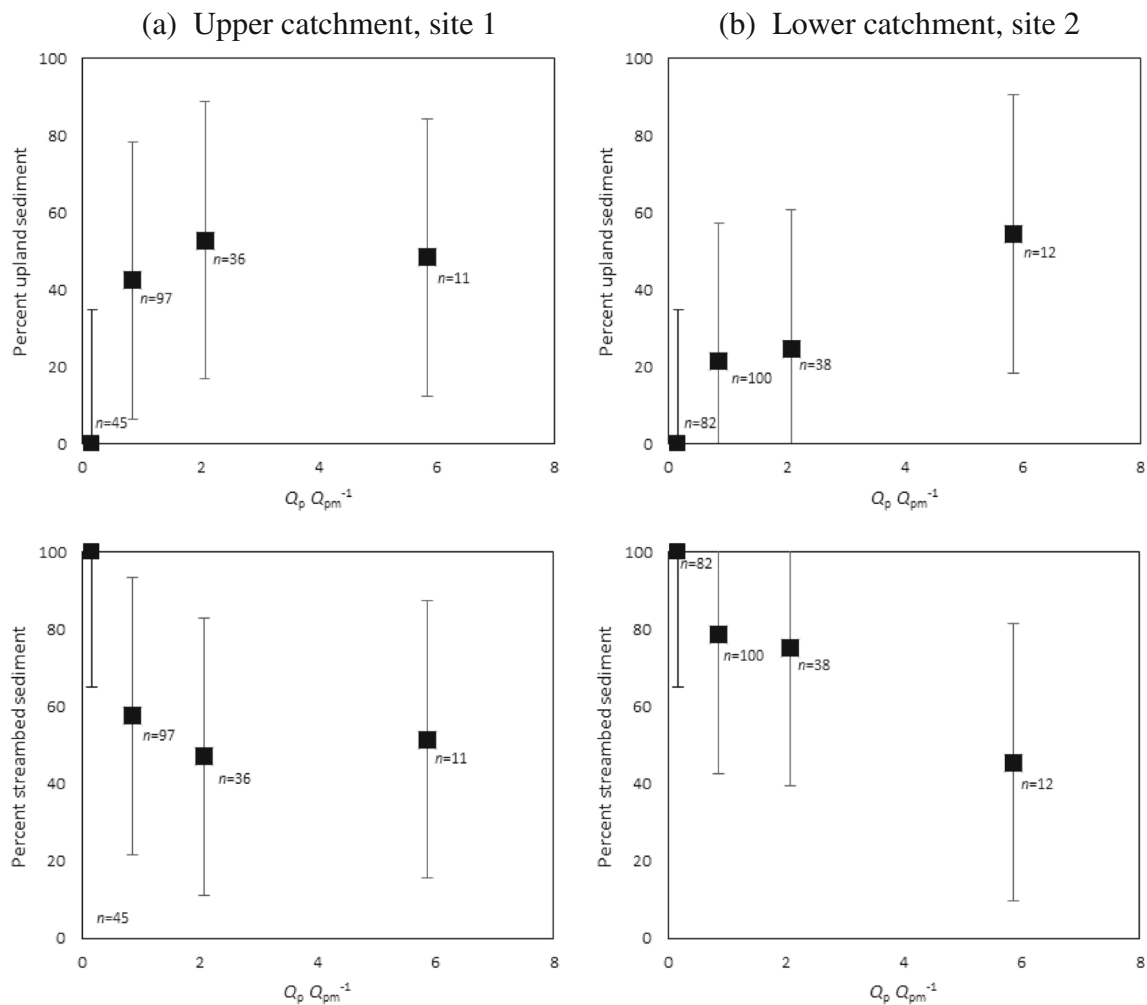 (a) Upper catchment, site 1
100
80
60
40
20
0
Percent upland sediment
n=45
n=97
n=36
n=11
0 2 4 6 8
Qp Qpm-1
(b) Lower catchment, site 2
100
80
60
40
20
0
Percent upland sediment
n=82
n=100
n=38
n=12
0 2 4 6 8
Qp Qpm-1
100
80
60
40
20
0
Percent streambed sediment
n=97
n=36
n=11
n=45
0 2 4 6 8
Qp Qpm-1
100
80
60
40
20
0
Percent streambed sediment
n=82
n=100
n=38
n=12
0 2 4 6 8
Qp Qpm-1